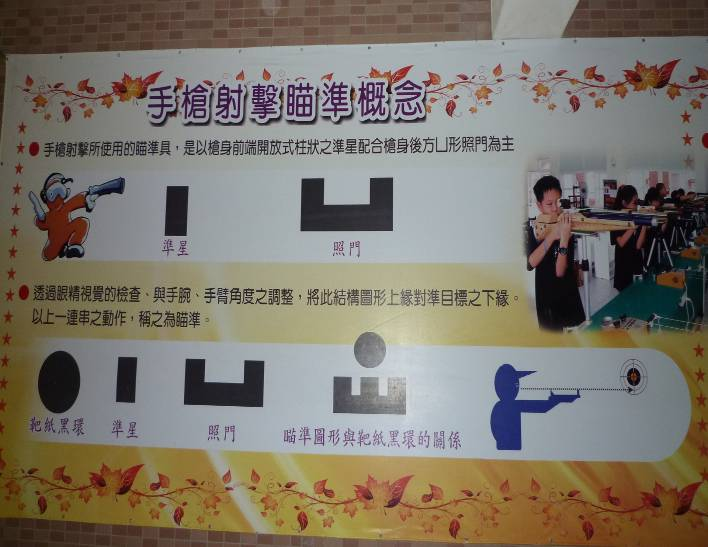 手槍射擊瞄準概念
手槍射擊所使用的瞄準具，是以槍身前端開放式柱狀之準星配合槍身後方凵形照門為主
準星
照門
透過眼睛視覺的檢查、與手腕、手臂角度之調整，將此結構圖形上緣對準目標之下緣。
以上一連串之動作，稱之為瞄準。
靶紙黑環
準星
照門
瞄準圖形與靶紙黑環的關係